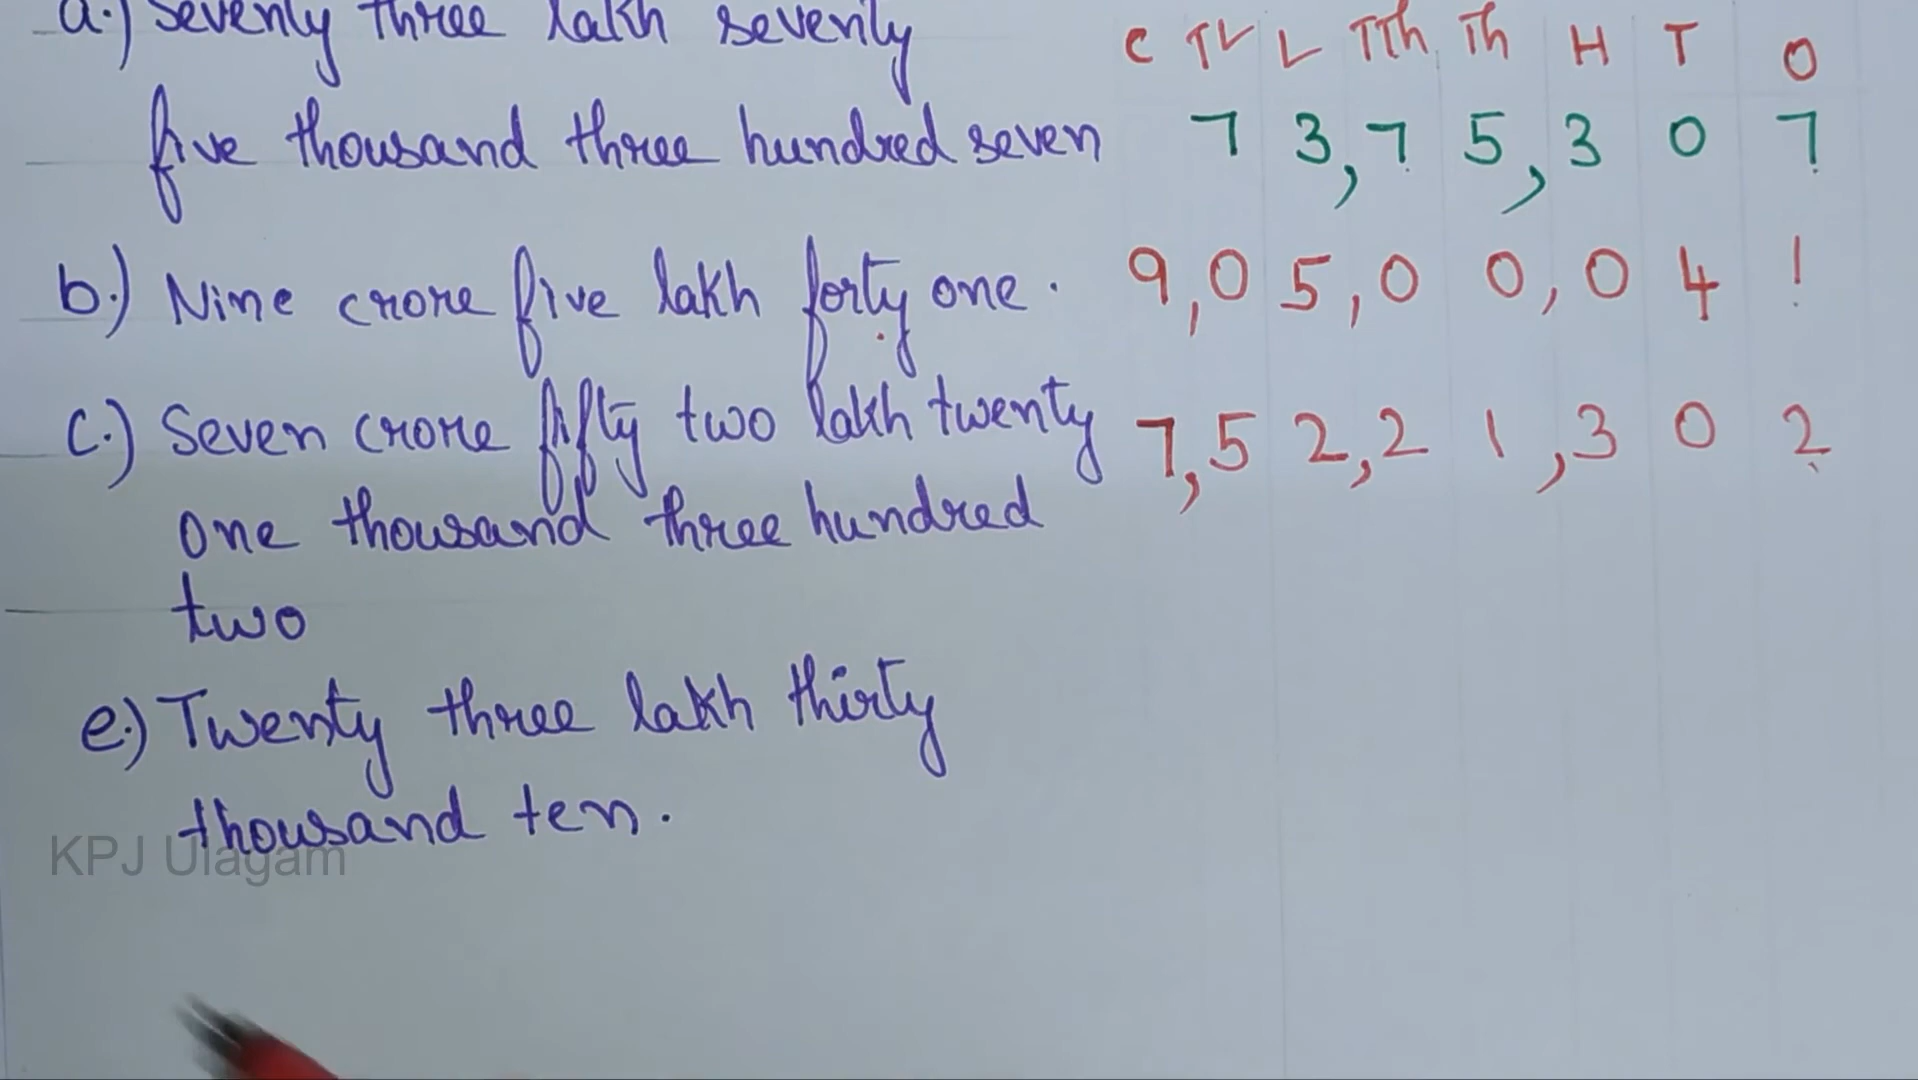 a.) Seventy three lakh seventy C TL L TTh Th H T O
five thousand three hundred seven 7 3,7 5,3 0 7
b.) Nine crore five lakh forty one. 9,0 5,0 0,0 4 1
c.) Seven crore fifty two lakh twenty 7,5 2,2 1,3 0 2
one thousand three hundred
two
e.) Twenty three lakh thirty
thousand ten.
KPJ Ulagam